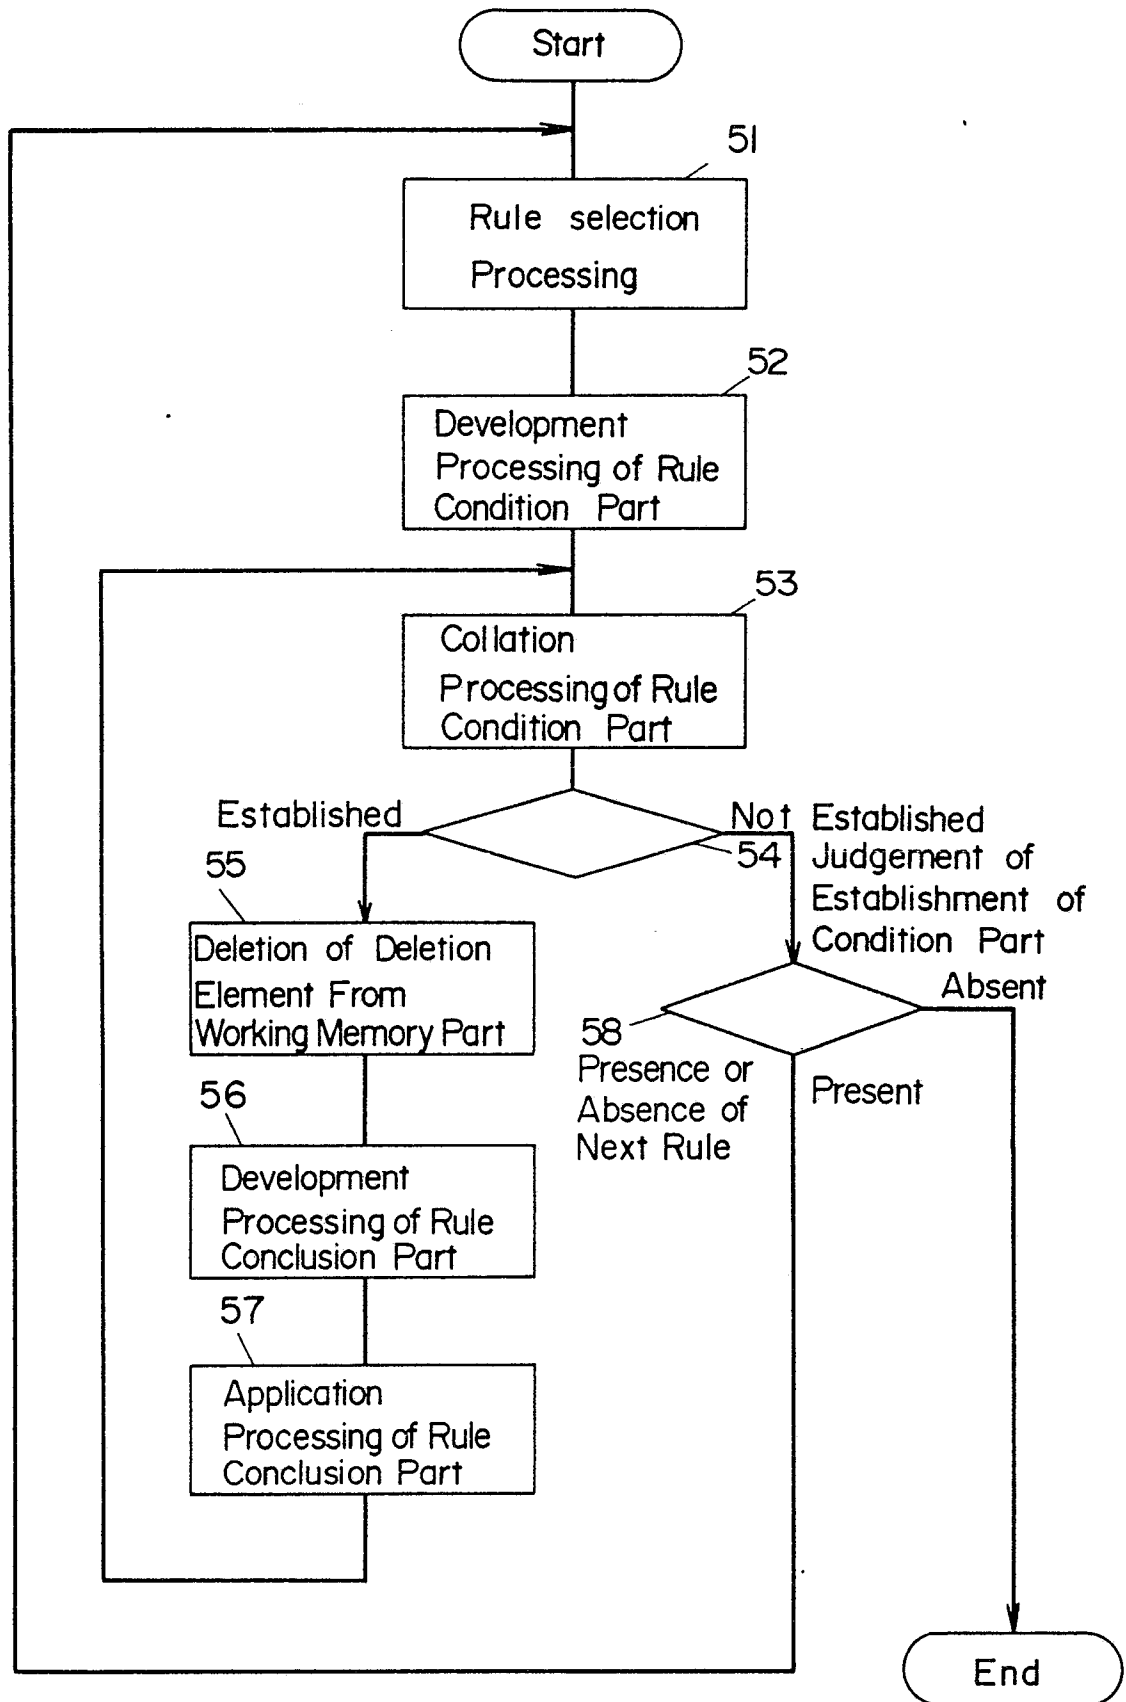 Start
51
Rule selection
Processing
52
Development
Processing of Rule
Condition Part
53
Collation
Processing of Rule
Condition Part
Established
Not Established
54
Judgement of
Establishment of
Condition Part
55
Deletion of Deletion
Element From
Working Memory Part
Absent
58
Presence or
Absence of
Next Rule
Present
56
Development
Processing of Rule
Conclusion Part
57
Application
Processing of Rule
Conclusion Part
End